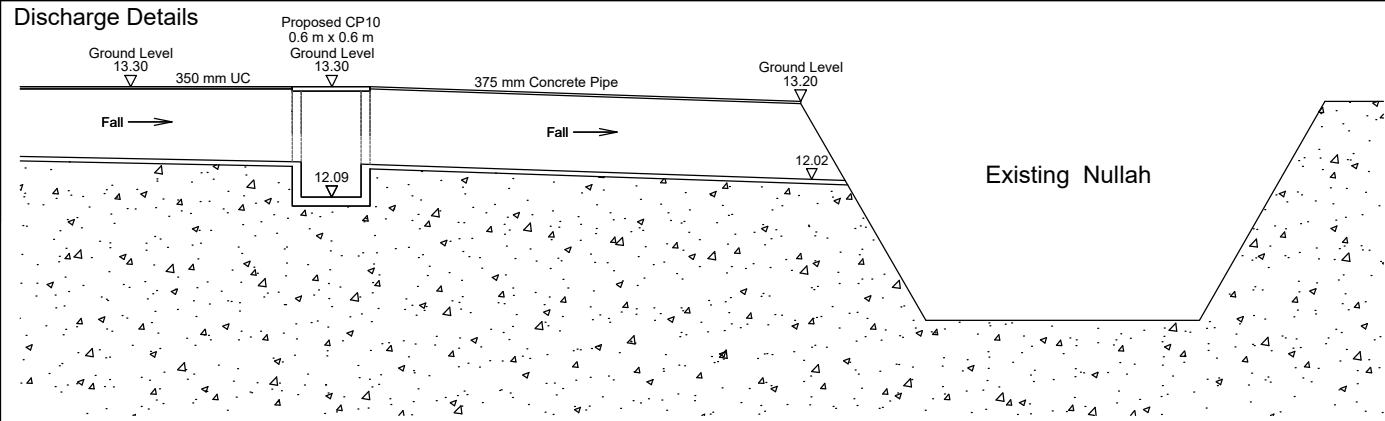 Discharge Details
Proposed CP10
0.6 m x 0.6 m
Ground Level
13.30
Ground Level
13.30
350 mm UC
375 mm Concrete Pipe
Ground Level
13.20
Fall
Fall
12.09
12.02
Existing Nullah